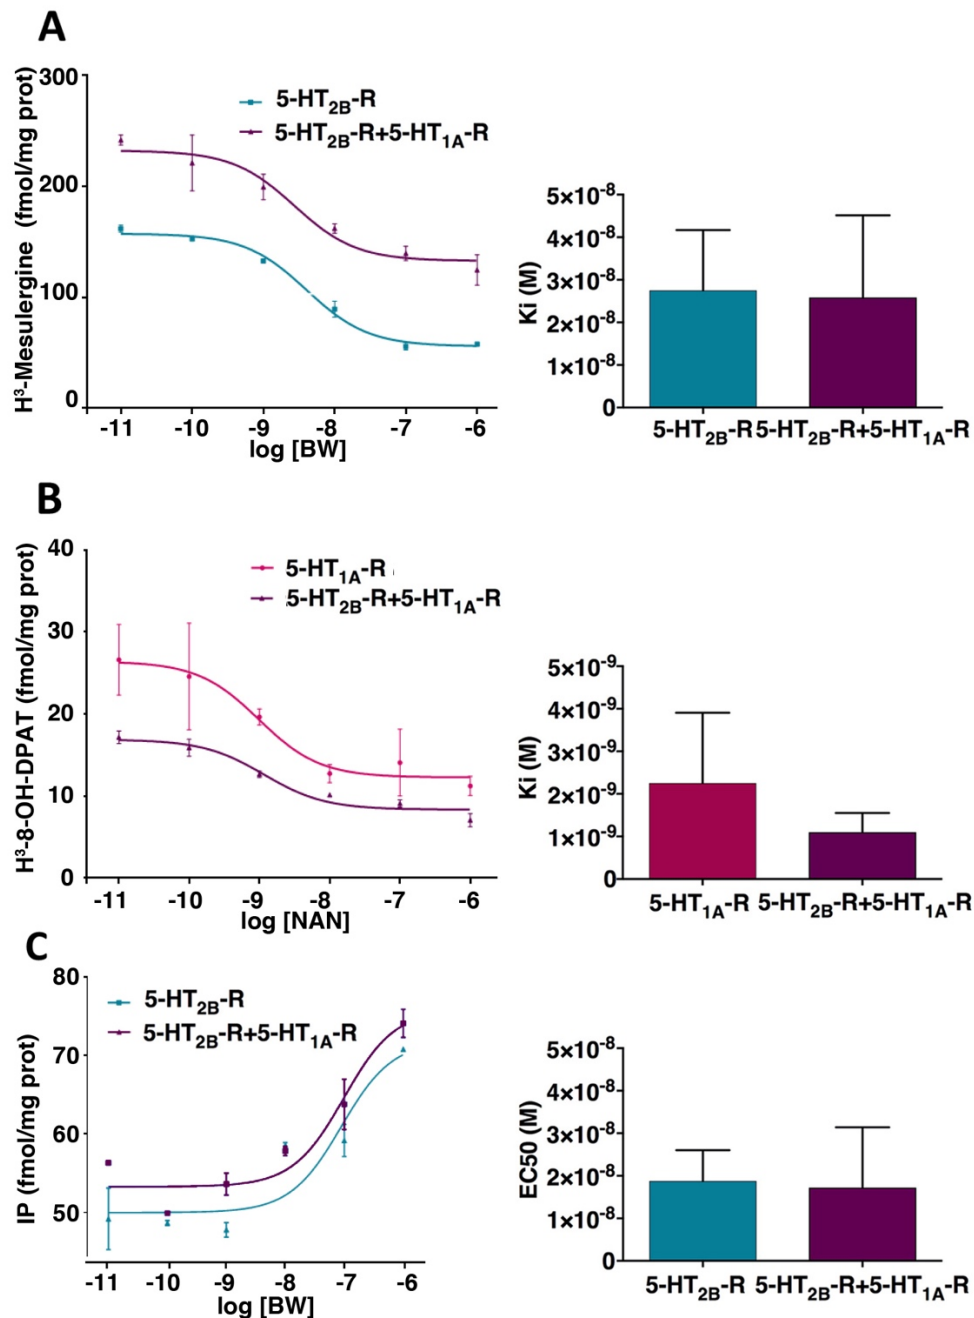 A
H³-Mesulergine (fmol/mg prot)
300
200
100
0
5-HT₂B-R
5-HT₂B-R+5-HT₁A-R
-11 -10 -9 -8 -7 -6
log [BW]
Ki (M)
5×10⁻⁸
4×10⁻⁸
3×10⁻⁸
2×10⁻⁸
1×10⁻⁸
0
5-HT₂B-R 5-HT₂B-R+5-HT₁A-R
B
H³-8-OH-DPAT (fmol/mg prot)
40
30
20
10
0
5-HT₁A-R
5-HT₂B-R+5-HT₁A-R
-11 -10 -9 -8 -7 -6
log [NAN]
Ki (M)
5×10⁻⁹
4×10⁻⁹
3×10⁻⁹
2×10⁻⁹
1×10⁻⁹
0
5-HT₁A-R 5-HT₂B-R+5-HT₁A-R
C
IP (fmol/mg prot)
80
70
60
50
5-HT₂B-R
5-HT₂B-R+5-HT₁A-R
-11 -10 -9 -8 -7 -6
log [BW]
EC50 (M)
5×10⁻⁸
4×10⁻⁸
3×10⁻⁸
2×10⁻⁸
1×10⁻⁸
0
5-HT₂B-R 5-HT₂B-R+5-HT₁A-R